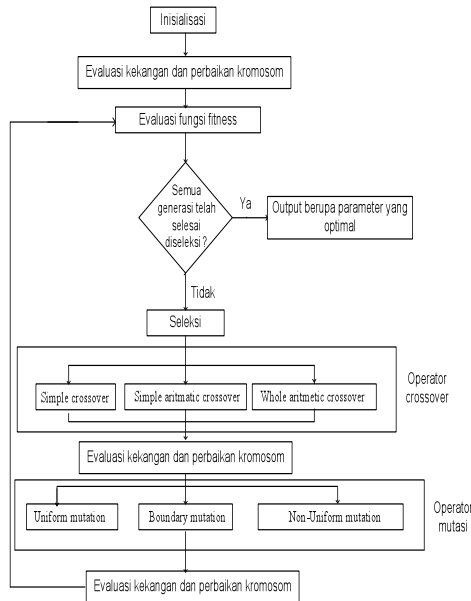 Inisialisasi
Evaluasi kekangan dan perbaikan kromosom
Evaluasi fungsi fitness
Semua
generasi telah
selesai
diseleksi ?
Ya
Output berupa parameter yang
optimal
Tidak
Seleksi
Operator
crossover
Simple crossover
Simple aritmatic crossover
Whole aritmetic crossover
Evaluasi kekangan dan perbaikan kromosom
Operator
mutasi
Uniform mutation
Boundary mutation
Non-Uniform mutation
Evaluasi kekangan dan perbaikan kromosom